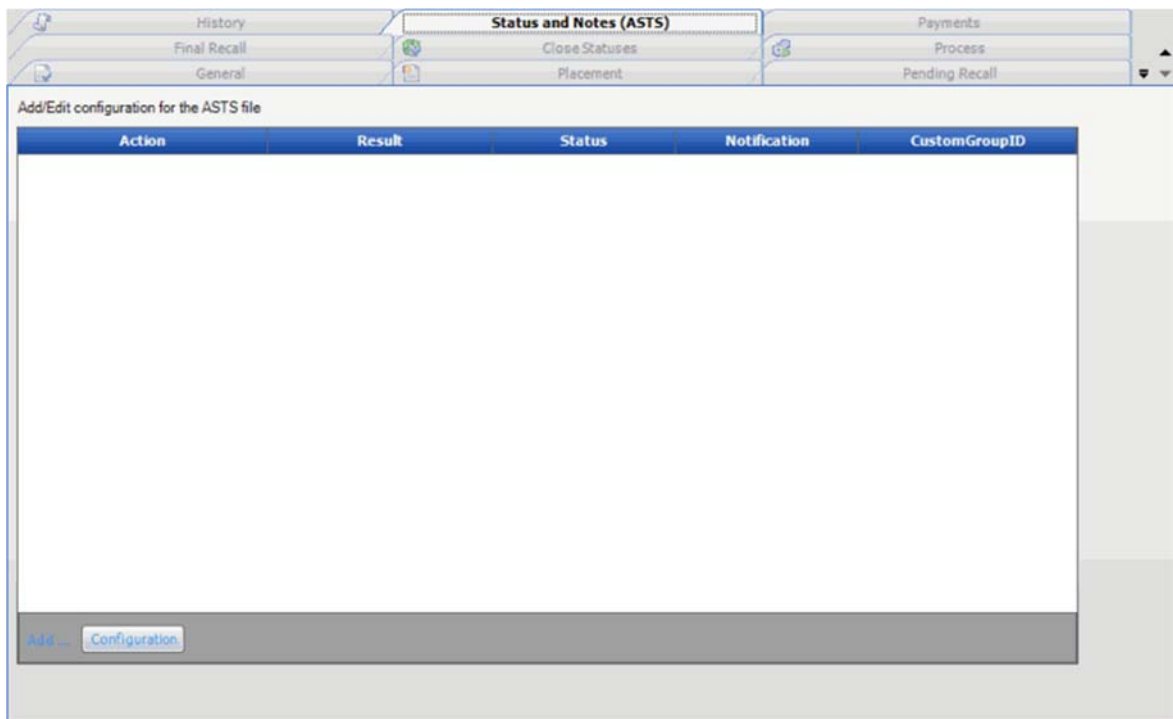 History Status and Notes (ASTS) Payments
Final Recall Close Statuses Process
General Placement Pending Recall
Add/Edit configuration for the ASTS file
Action Result Status Notification CustomGroupID
Add ... Configuration